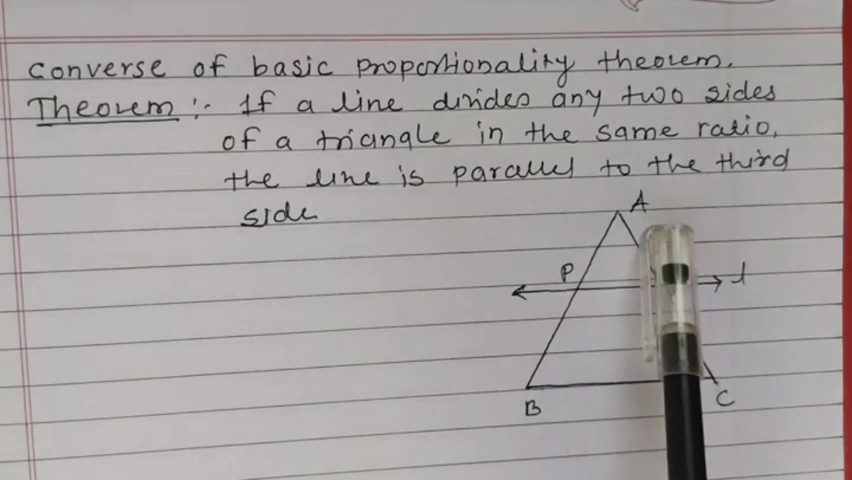 converse of basic proportionality theorem.
Theorem :- If a line divides any two sides
of a triangle in the same ratio,
the line is parallel to the third
side
A
P
l
B
C